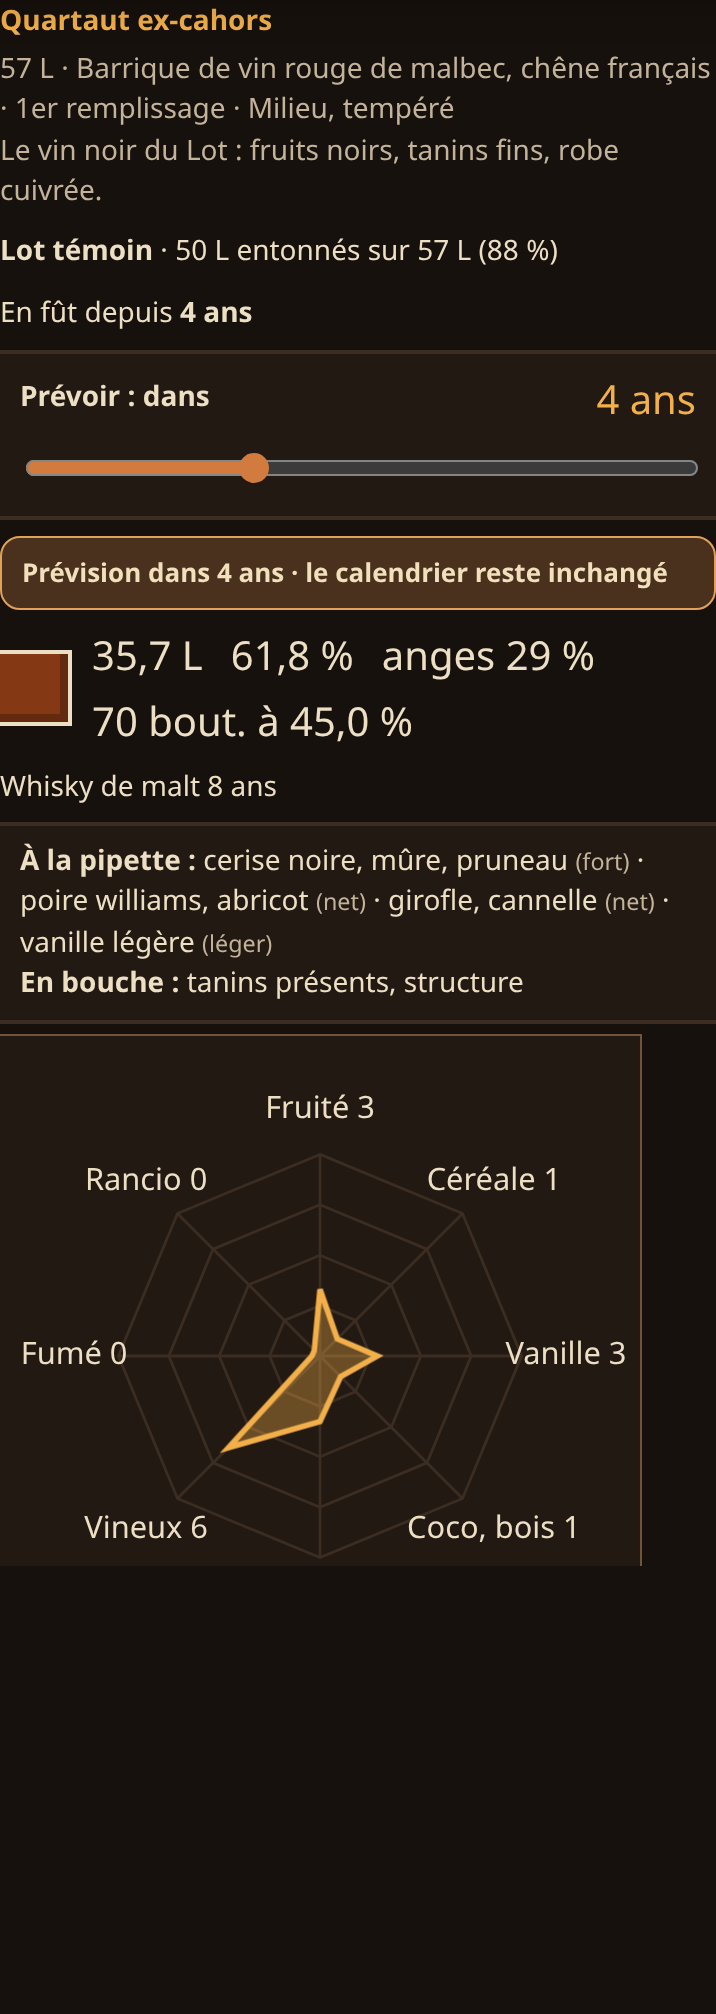 Quartaut ex-cahors
57 L · Barrique de vin rouge de malbec, chêne français
· 1er remplissage · Milieu, tempéré
Le vin noir du Lot : fruits noirs, tanins fins, robe
cuivrée.
Lot témoin · 50 L entonnés sur 57 L (88 %)
En fût depuis 4 ans
Prévoir : dans 4 ans
Prévision dans 4 ans · le calendrier reste inchangé
35,7 L 61,8 % anges 29 %
70 bout. à 45,0 %
Whisky de malt 8 ans
À la pipette : cerise noire, mûre, pruneau (fort) ·
poire williams, abricot (net) · girofle, cannelle (net) ·
vanille légère (léger)
En bouche : tanins présents, structure
Fruité 3
Rancio 0 Céréale 1
Fumé 0 Vanille 3
Vineux 6 Coco, bois 1